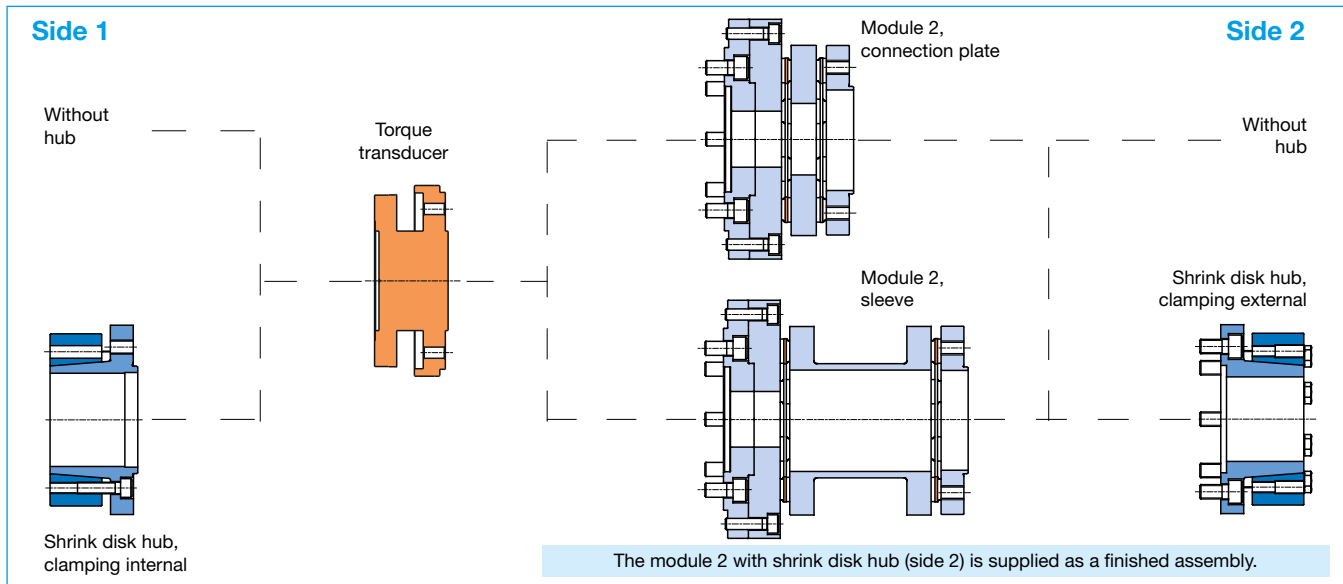 Side 1
Module 2,
connection plate
Side 2
Without
hub
Torque
transducer
Without
hub
Module 2,
sleeve
Shrink disk hub,
clamping external
Shrink disk hub,
clamping internal
The module 2 with shrink disk hub (side 2) is supplied as a finished assembly.